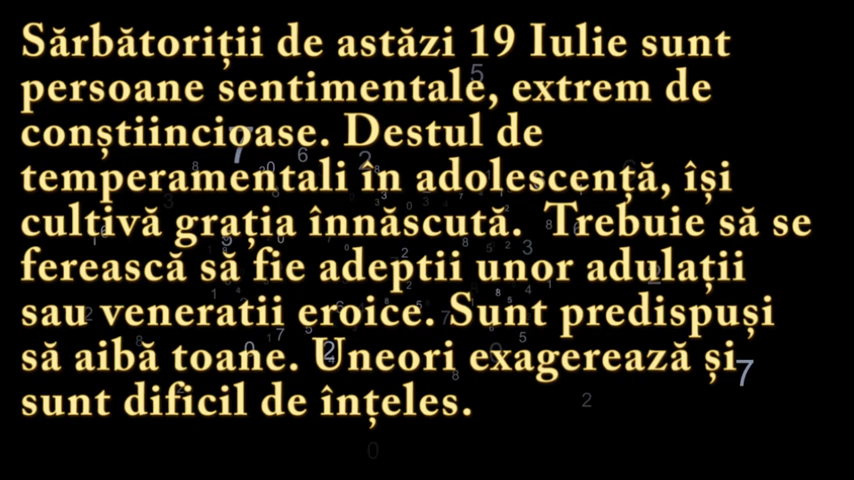 Sărbătoriții de astăzi 19 Iulie sunt
persoane sentimentale, extrem de
conștiincioase. Destul de
temperamentali în adolescență, își
cultivă grația înnăscută. Trebuie să se
ferească să fie adeptii unor adulații
sau veneratii eroice. Sunt predispuși
să aibă toane. Uneori exagerează și
sunt dificil de înțeles.